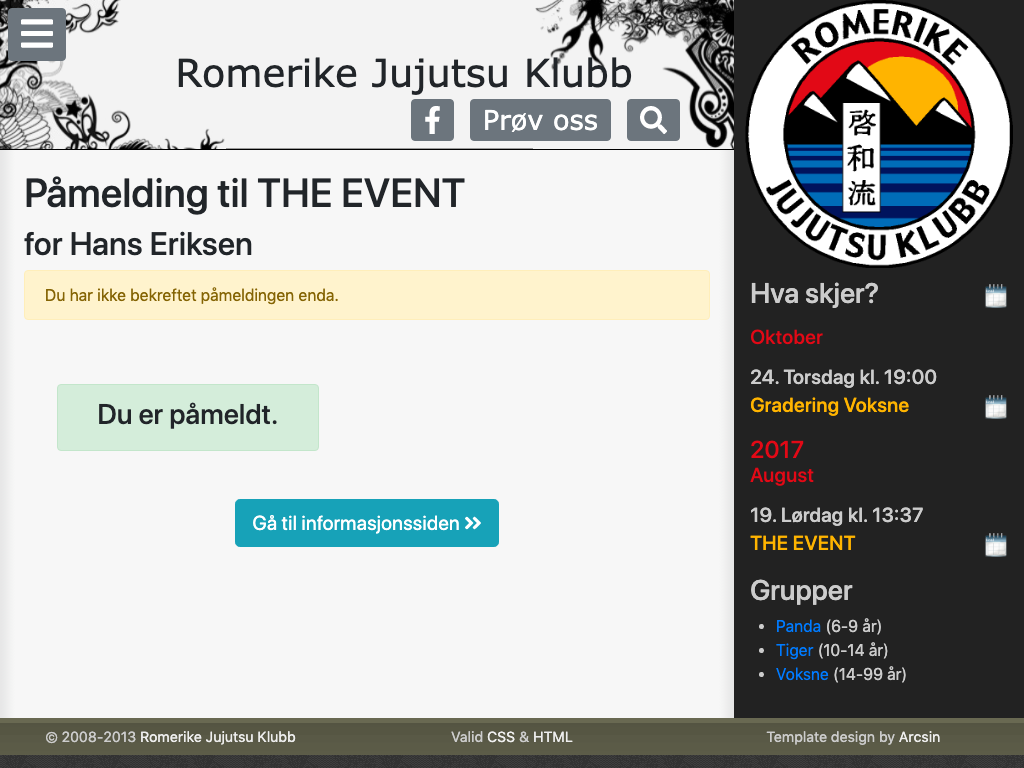 Romerike Jujutsu Klubb
Prøv oss
Påmelding til THE EVENT
for Hans Eriksen
Du har ikke bekreftet påmeldingen enda.
Du er påmeldt.
Gå til informasjonssiden »
ROMERIKE
啓和流
JUJUTSU KLUBB
Hva skjer?
Oktober
24. Torsdag kl. 19:00
Gradering Voksne
2017
August
19. Lørdag kl. 13:37
THE EVENT
Grupper
• Panda (6-9 år)
• Tiger (10-14 år)
• Voksne (14-99 år)
© 2008-2013 Romerike Jujutsu Klubb
Valid CSS & HTML
Template design by Arcsin